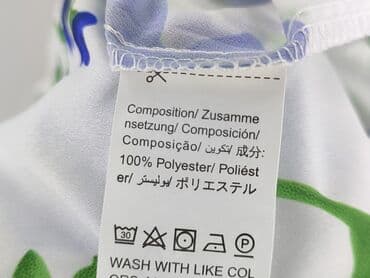 Composition/ Zusamme
nsetzung/ Composición/
Composição/ تكوين/ 成分:
100% Polyester/ Poliést
er/ بوليستر/ ポリエステル
30 P
WASH WITH LIKE COL